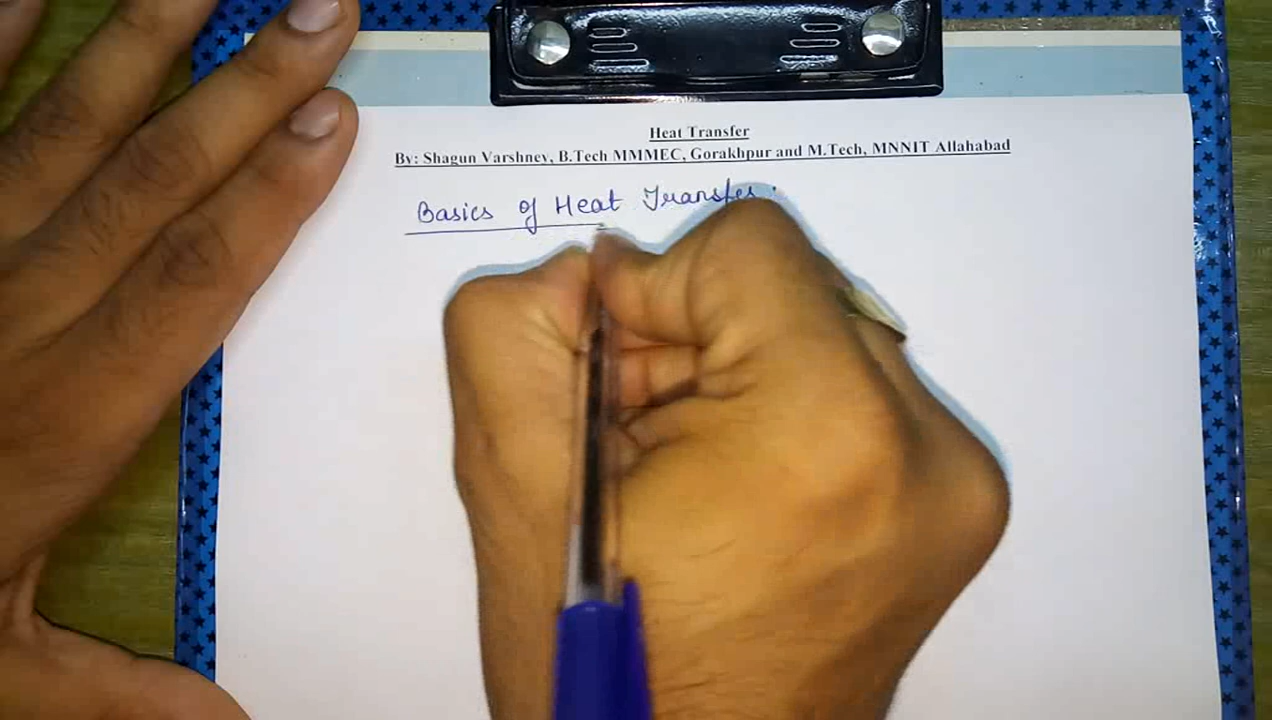 Heat Transfer
By: Shagun Varshney, B.Tech MMMEC, Gorakhpur and M.Tech, MNNIT Allahabad
Basics of Heat Transfer: